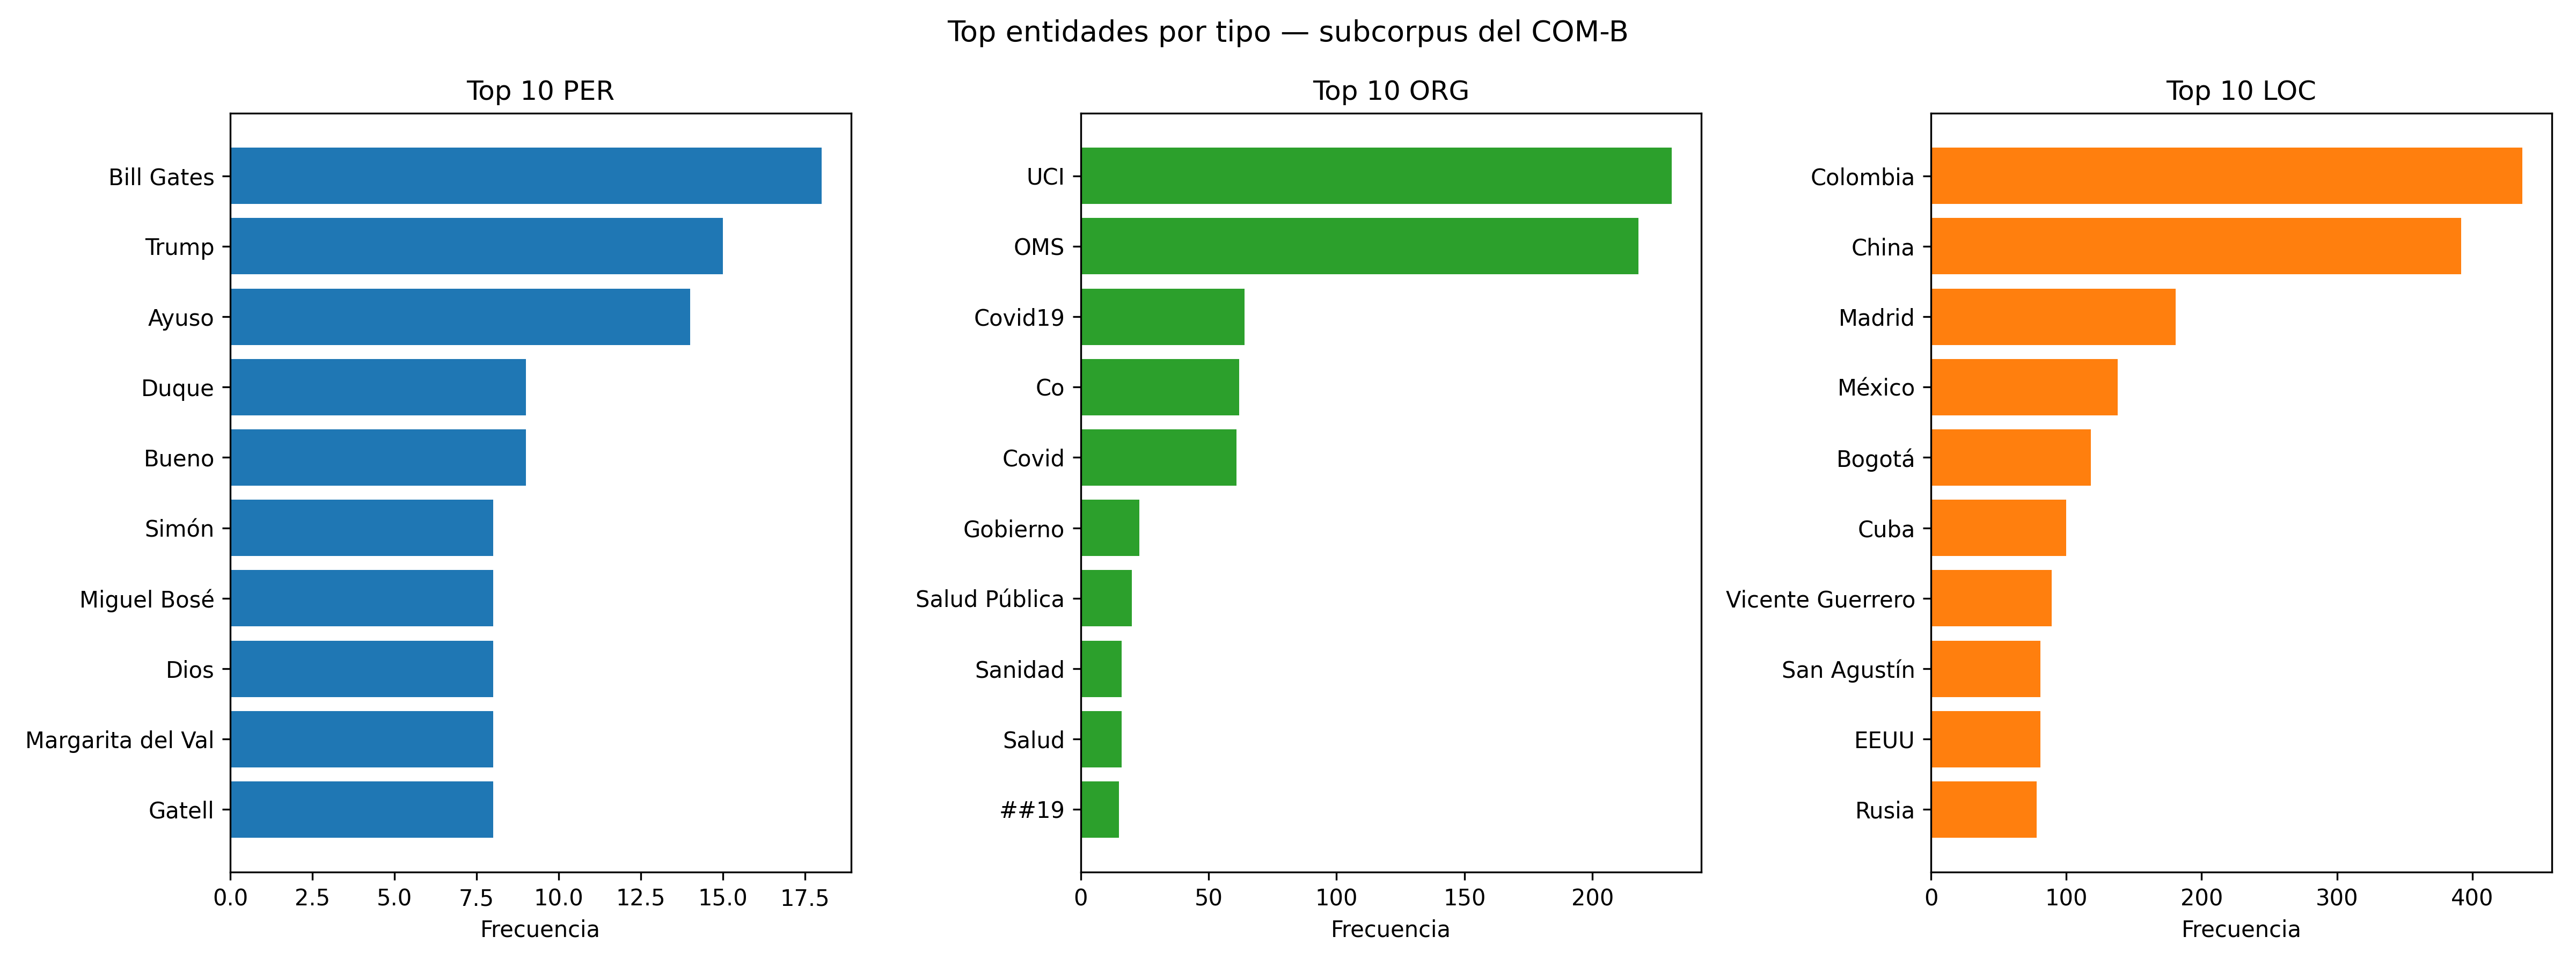 Top entidades por tipo — subcorpus del COM-B
Top 10 PER
Bill Gates
Trump
Ayuso
Duque
Bueno
Simón
Miguel Bosé
Dios
Margarita del Val
Gatell
0.0 2.5 5.0 7.5 10.0 12.5 15.0 17.5
Frecuencia
Top 10 ORG
UCI
OMS
Covid19
Co
Covid
Gobierno
Salud Pública
Sanidad
Salud
##19
0 50 100 150 200
Frecuencia
Top 10 LOC
Colombia
China
Madrid
México
Bogotá
Cuba
Vicente Guerrero
San Agustín
EEUU
Rusia
0 100 200 300 400
Frecuencia